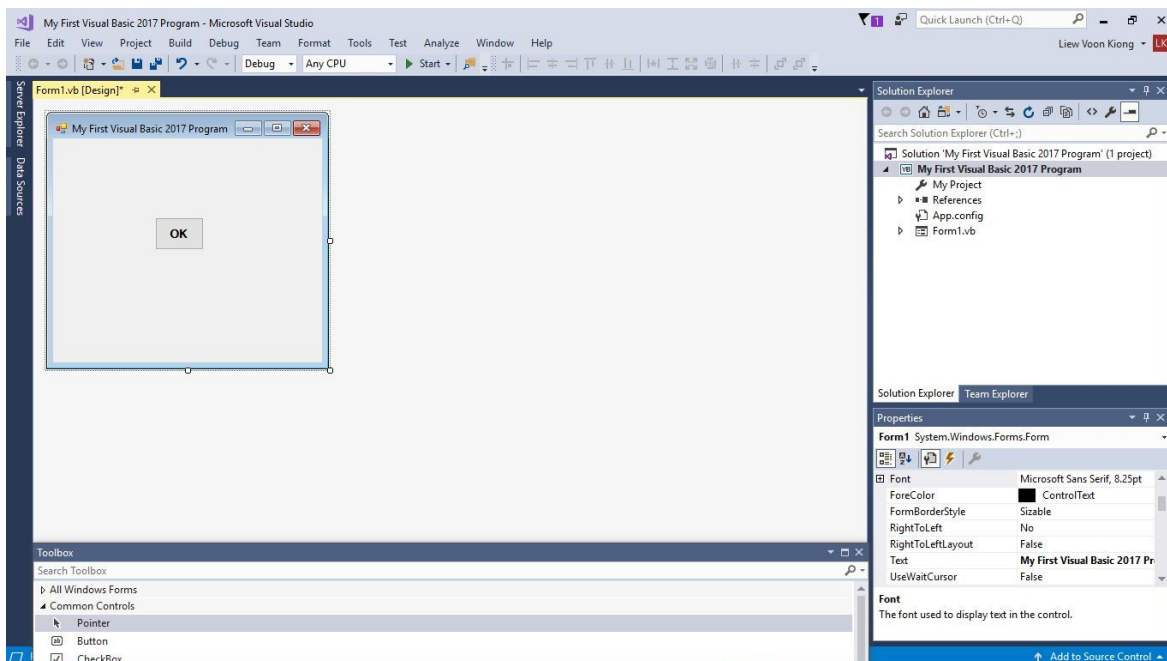 My First Visual Basic 2017 Program - Microsoft Visual Studio
1
Quick Launch (Ctrl+Q)
File Edit View Project Build Debug Team Format Tools Test Analyze Window Help
Liew Voon Kiong
LK
Debug Any CPU Start
Server Explorer
Data Sources
Form1.vb [Design]*
My First Visual Basic 2017 Program
OK
Solution Explorer
Search Solution Explorer (Ctrl+;)
Solution 'My First Visual Basic 2017 Program' (1 project)
VB My First Visual Basic 2017 Program
My Project
References
App.config
Form1.vb
Solution Explorer Team Explorer
Properties
Form1 System.Windows.Forms.Form
Font Microsoft Sans Serif, 8.25pt
ForeColor ControlText
FormBorderStyle Sizable
RightToLeft No
RightToLeftLayout False
Text My First Visual Basic 2017 Pr
UseWaitCursor False
Font
The font used to display text in the control.
Toolbox
Search Toolbox
All Windows Forms
Common Controls
Pointer
ab Button
CheckBox
Add to Source Control